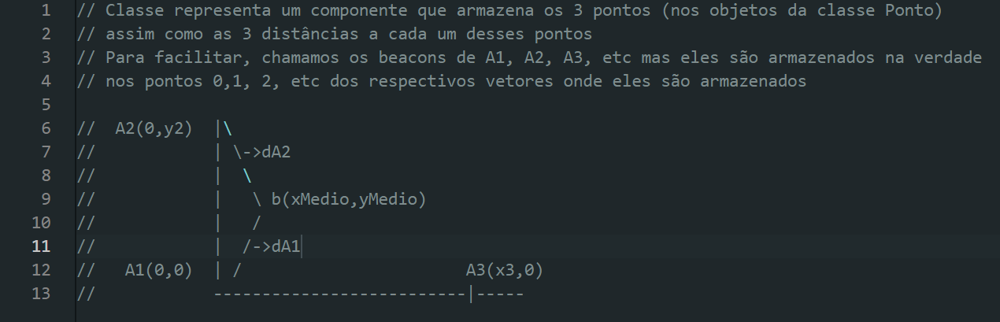 1 // Classe representa um componente que armazena os 3 pontos (nos objetos da classe Ponto)
2 // assim como as 3 distâncias a cada um desses pontos
3 // Para facilitar, chamamos os beacons de A1, A2, A3, etc mas eles são armazenados na verdade
4 // nos pontos 0,1, 2, etc dos respectivos vetores onde eles são armazenados
5
6 //  A2(0,y2)  |\
7 //            | \->dA2
8 //            |  \
9 //            |   \ b(xMedio,yMedio)
10 //            |   /
11 //            |  /->dA1
12 //   A1(0,0)  | /                       A3(x3,0)
13 //            --------------------------|-----